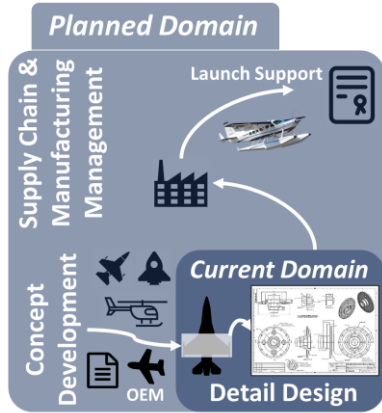 Planned Domain
Supply Chain &
Manufacturing
Management
Launch Support
Concept
Development
OEM
Current Domain
Detail Design